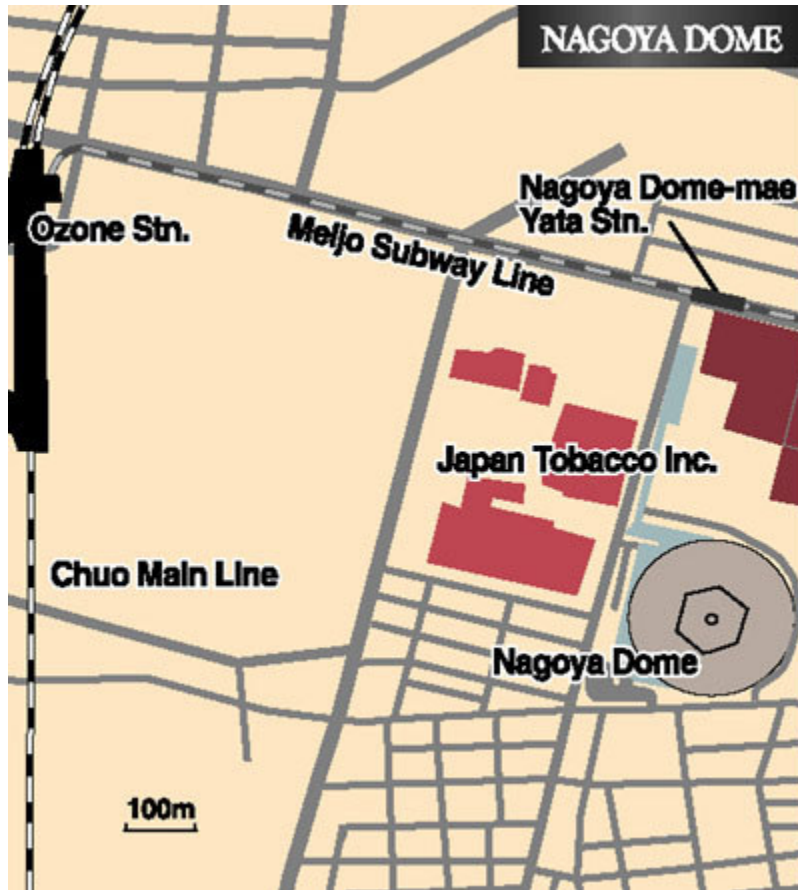 NAGOYA DOME
Nagoya Dome-mae
Yata Stn.
Ozone Stn.
Meijo Subway Line
Japan Tobacco Inc.
Chuo Main Line
Nagoya Dome
100m